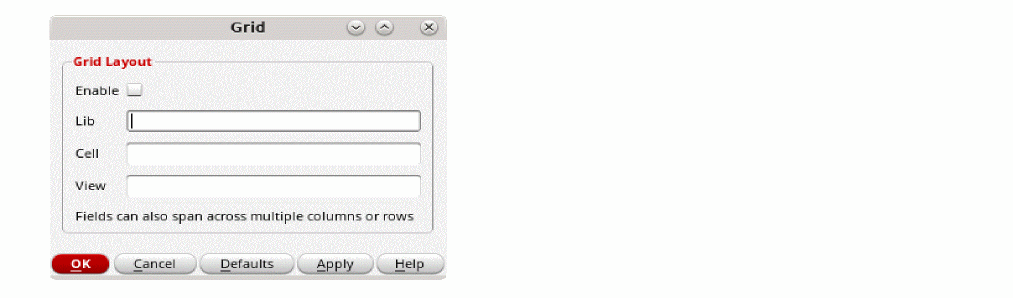 Grid
Grid Layout
Enable
Lib
Cell
View
Fields can also span across multiple columns or rows
OK Cancel Defaults Apply Help